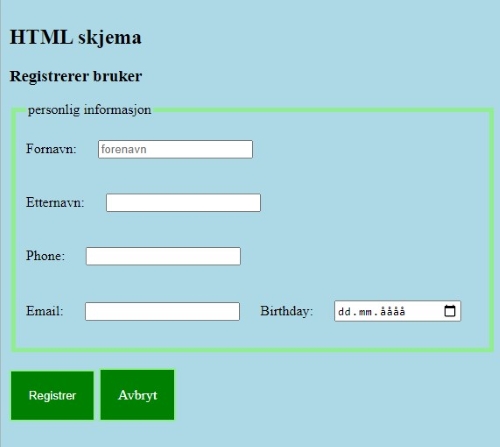 HTML skjema
Registrerer bruker
personlig informasjon
Fornavn: forenavn
Etternavn:
Phone:
Email: Birthday: dd.mm.åååå
Registrer Avbryt